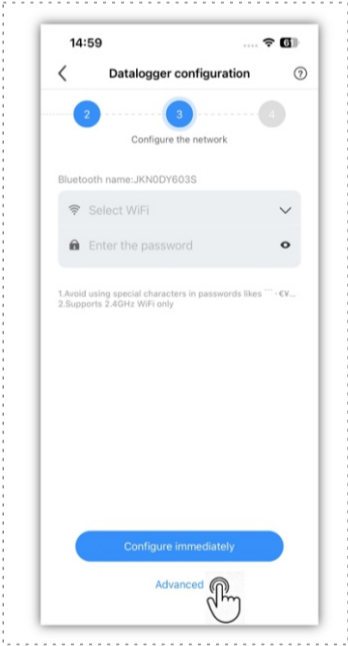 14:59
Datalogger configuration
2
3
4
Configure the network
Bluetooth name:JKN0DY603S
Select WiFi
Enter the password
1.Avoid using special characters in passwords likes
2.Supports 2.4GHz WiFi only
Configure immediately
Advanced